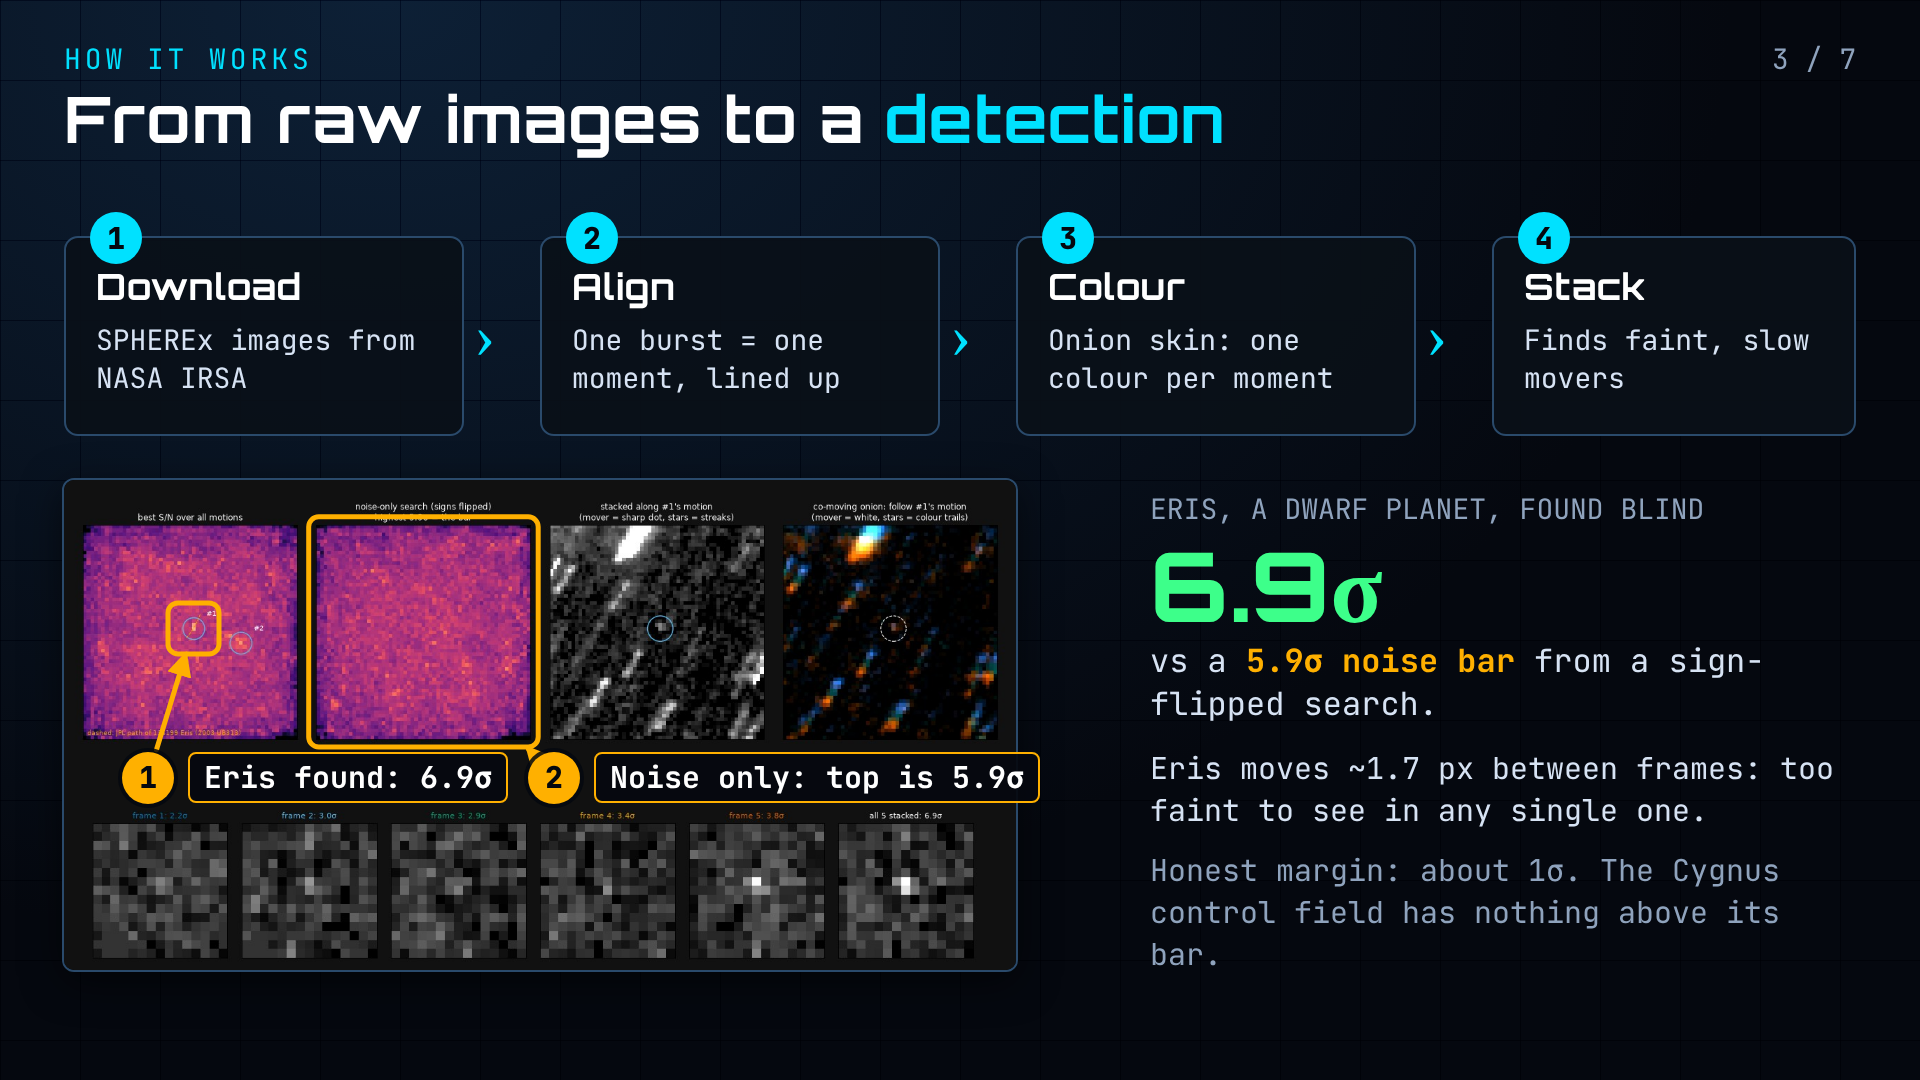 HOW IT WORKS
3 / 7
From raw images to a detection
1
Download
SPHEREx images from
NASA IRSA
›
2
Align
One burst = one
moment, lined up
›
3
Colour
Onion skin: one
colour per moment
›
4
Stack
Finds faint, slow
movers
best S/N over all motions
noise-only search (signs flipped)
stacked along #1's motion
(mover = sharp dot, stars = streaks)
co-moving onion: follow #1's motion
(mover = white, stars = colour trails)
#1
#2
1 Eris found: 6.9σ
2 Noise only: top is 5.9σ
frame 1: 2.2σ
frame 2: 3.0σ
frame 3: 2.9σ
frame 4: 3.4σ
frame 5: 3.8σ
all 5 stacked: 6.9σ
ERIS, A DWARF PLANET, FOUND BLIND
6.9σ
vs a 5.9σ noise bar from a sign-
flipped search.
Eris moves ~1.7 px between frames: too
faint to see in any single one.
Honest margin: about 1σ. The Cygnus
control field has nothing above its
bar.